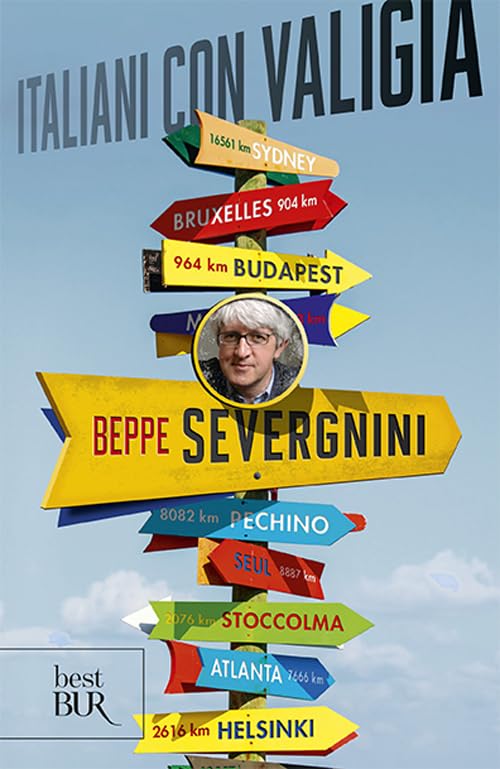 ITALIANI CON VALIGIA
16561 km SYDNEY
BRUXELLES 904 km
964 km BUDAPEST
BEPPE SEVERGNINI
8082 km PECHINO
SEUL 8887 km
2076 km STOCCOLMA
ATLANTA 7666 km
best
BUR
2616 km HELSINKI